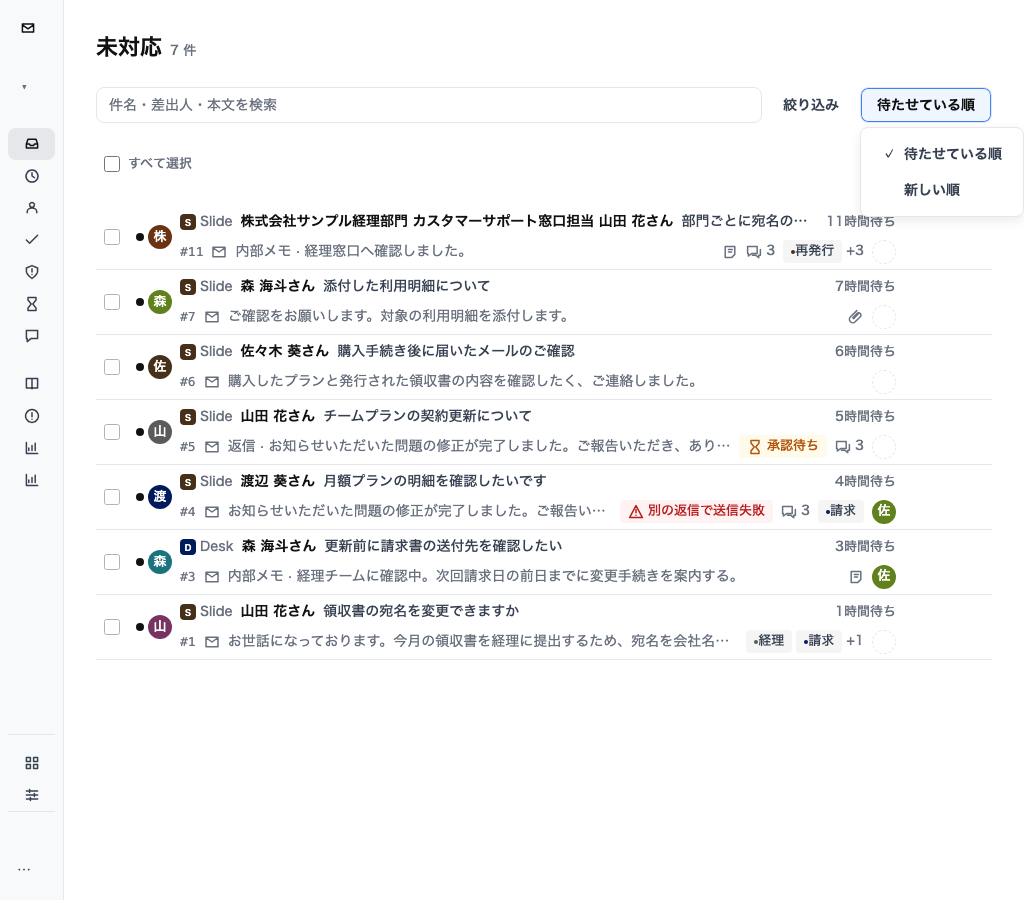 未対応 7 件
件名・差出人・本文を検索
絞り込み
待たせている順
✓ 待たせている順
新しい順
すべて選択
株
S Slide 株式会社サンプル経理部門 カスタマーサポート窓口担当 山田 花さん 部門ごとに宛名の… 11時間待ち
#11 内部メモ · 経理窓口へ確認しました。 3 •再発行 +3
森
S Slide 森 海斗さん 添付した利用明細について 7時間待ち
#7 ご確認をお願いします。対象の利用明細を添付します。
佐
S Slide 佐々木 葵さん 購入手続き後に届いたメールのご確認 6時間待ち
#6 購入したプランと発行された領収書の内容を確認したく、ご連絡しました。
山
S Slide 山田 花さん チームプランの契約更新について 5時間待ち
#5 返信 · お知らせいただいた問題の修正が完了しました。ご報告いただき、あり… 承認待ち 3
渡
S Slide 渡辺 葵さん 月額プランの明細を確認したいです 4時間待ち
#4 お知らせいただいた問題の修正が完了しました。ご報告い… 別の返信で送信失敗 3 •請求 佐
森
D Desk 森 海斗さん 更新前に請求書の送付先を確認したい 3時間待ち
#3 内部メモ · 経理チームに確認中。次回請求日の前日までに変更手続きを案内する。 佐
山
S Slide 山田 花さん 領収書の宛名を変更できますか 1時間待ち
#1 お世話になっております。今月の領収書を経理に提出するため、宛名を会社名… •経理 •請求 +1
…